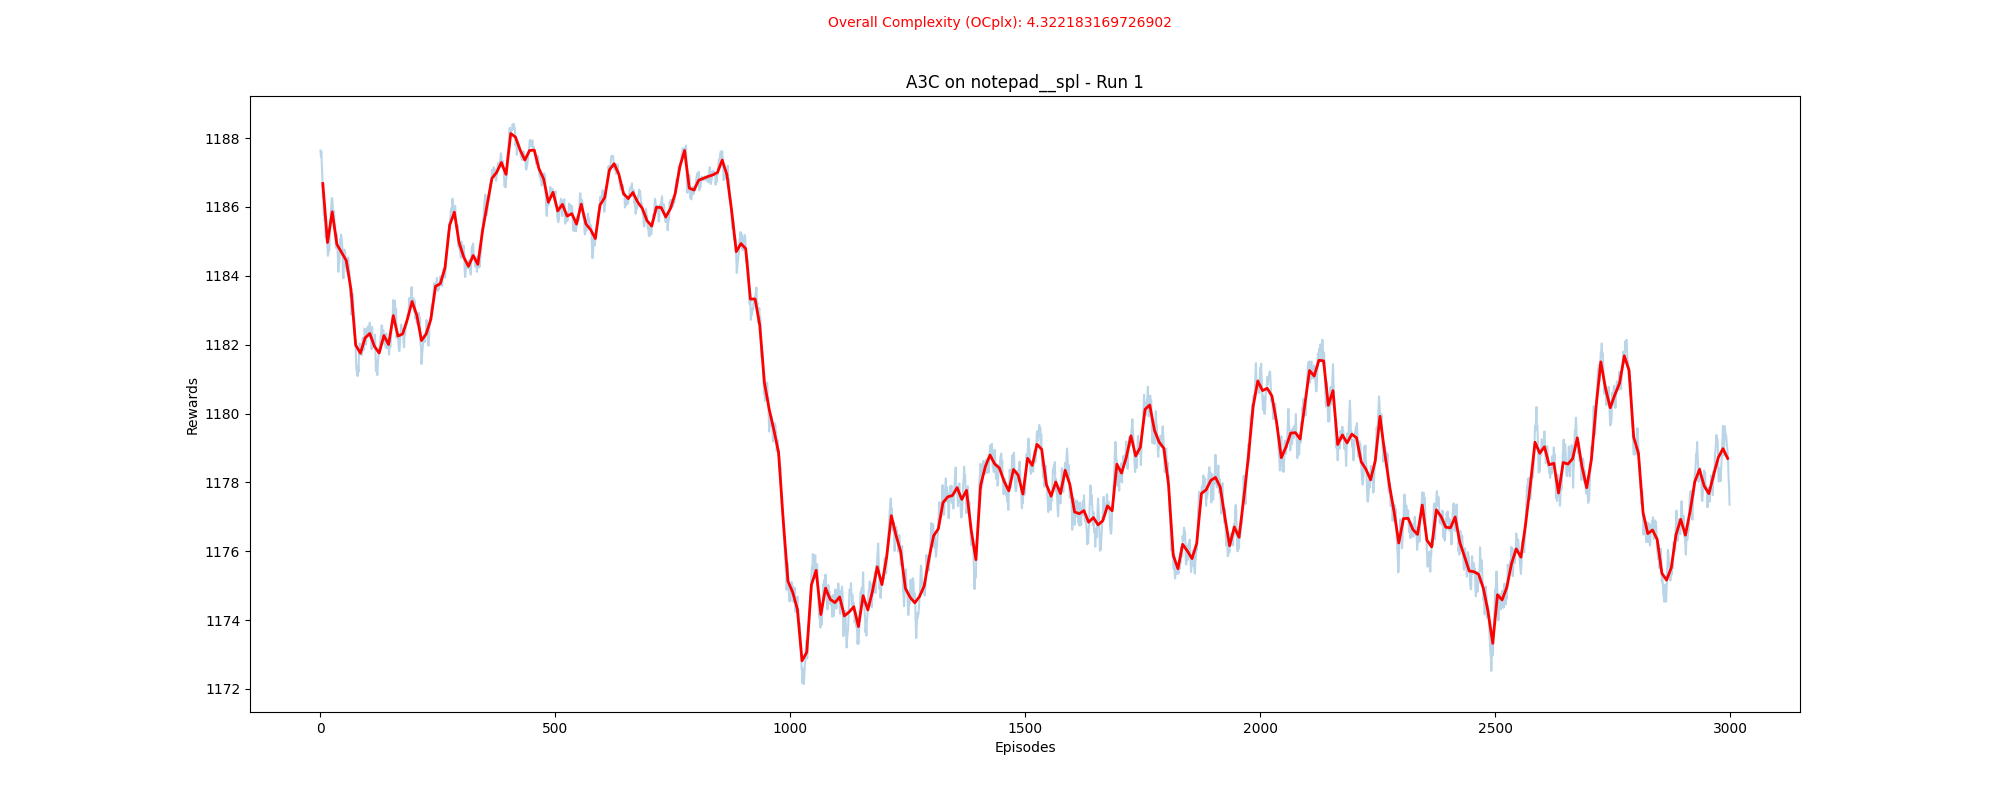 Overall Complexity (OCplx): 4.322183169726902
A3C on notepad__spl - Run 1
1188
1186
1184
1182
1180
1178
1176
1174
1172
Rewards
0 500 1000 1500 2000 2500 3000
Episodes